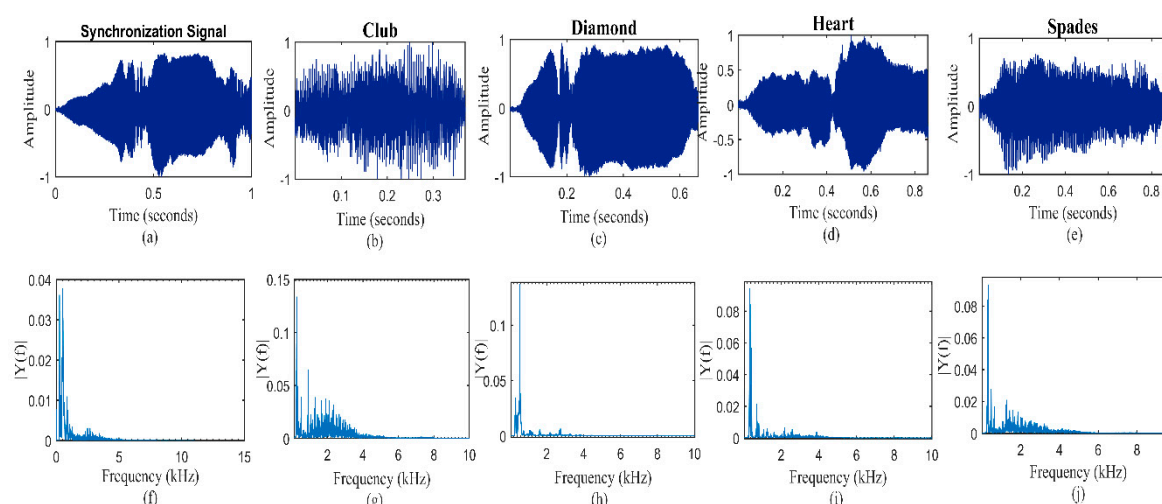 Synchronization Signal
1
0
-1
Amplitude
0 0.5 1
Time (seconds)
(a)
Club
1
0
-1
Amplitude
0.1 0.2 0.3
Time (seconds)
(b)
Diamond
1
0
-1
Amplitude
0 0.2 0.4 0.6
Time (seconds)
(c)
Heart
1
0.5
0
-0.5
-1
Amplitude
0.2 0.4 0.6 0.8
Time (seconds)
(d)
Spades
1
0
-1
Amplitude
0.2 0.4 0.6 0.8
Time (seconds)
(e)
0.04
0.03
0.02
0.01
0
|Y(f)|
0 5 10 15
Frequency (kHz)
(f)
0.15
0.1
0.05
0
|Y(f)|
2 4 6 8 10
Frequency (kHz)
(g)
0.1
0.05
0
|Y(f)|
2 4 6 8 10
Frequency (kHz)
(h)
0.08
0.06
0.04
0.02
0
|Y(f)|
2 4 6 8 10
Frequency (kHz)
(i)
0.08
0.06
0.04
0.02
0
|Y(f)|
2 4 6 8
Frequency (kHz)
(j)